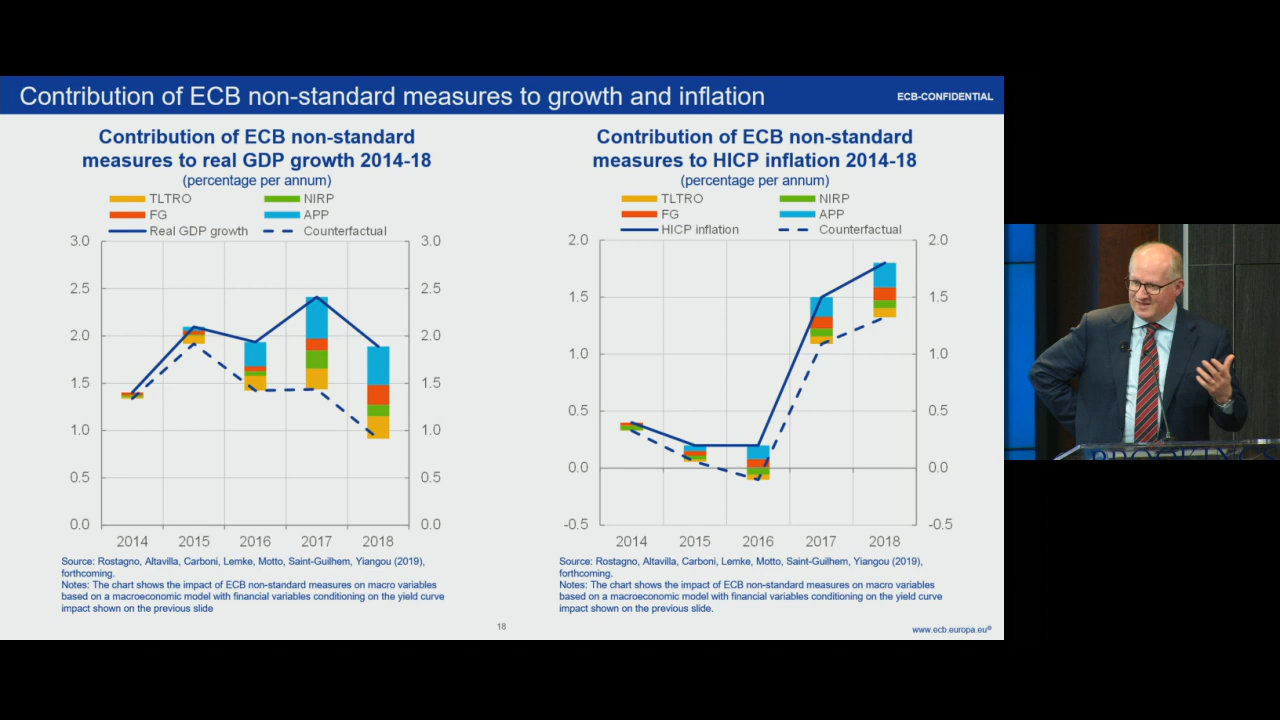 Contribution of ECB non-standard measures to growth and inflation
ECB-CONFIDENTIAL
Contribution of ECB non-standard
measures to real GDP growth 2014-18
(percentage per annum)
TLTRO
NIRP
FG
APP
Real GDP growth
Counterfactual
3.0
3.0
2.5
2.5
2.0
2.0
1.5
1.5
1.0
1.0
0.5
0.5
0.0
0.0
2014
2015
2016
2017
2018
Source: Rostagno, Altavilla, Carboni, Lemke, Motto, Saint-Guilhem, Yiangou (2019),
forthcoming.
Notes: The chart shows the impact of ECB non-standard measures on macro variables
based on a macroeconomic model with financial variables conditioning on the yield curve
impact shown on the previous slide
Contribution of ECB non-standard
measures to HICP inflation 2014-18
(percentage per annum)
TLTRO
NIRP
FG
APP
HICP inflation
Counterfactual
2.0
2.0
1.5
1.5
1.0
1.0
0.5
0.5
0.0
0.0
-0.5
-0.5
2014
2015
2016
2017
2018
Source: Rostagno, Altavilla, Carboni, Lemke, Motto, Saint-Guilhem, Yiangou (2019),
forthcoming.
Notes: The chart shows the impact of ECB non-standard measures on macro variables
based on a macroeconomic model with financial variables conditioning on the yield curve
impact shown on the previous slide.
18
www.ecb.europa.eu®
BROOKINGS